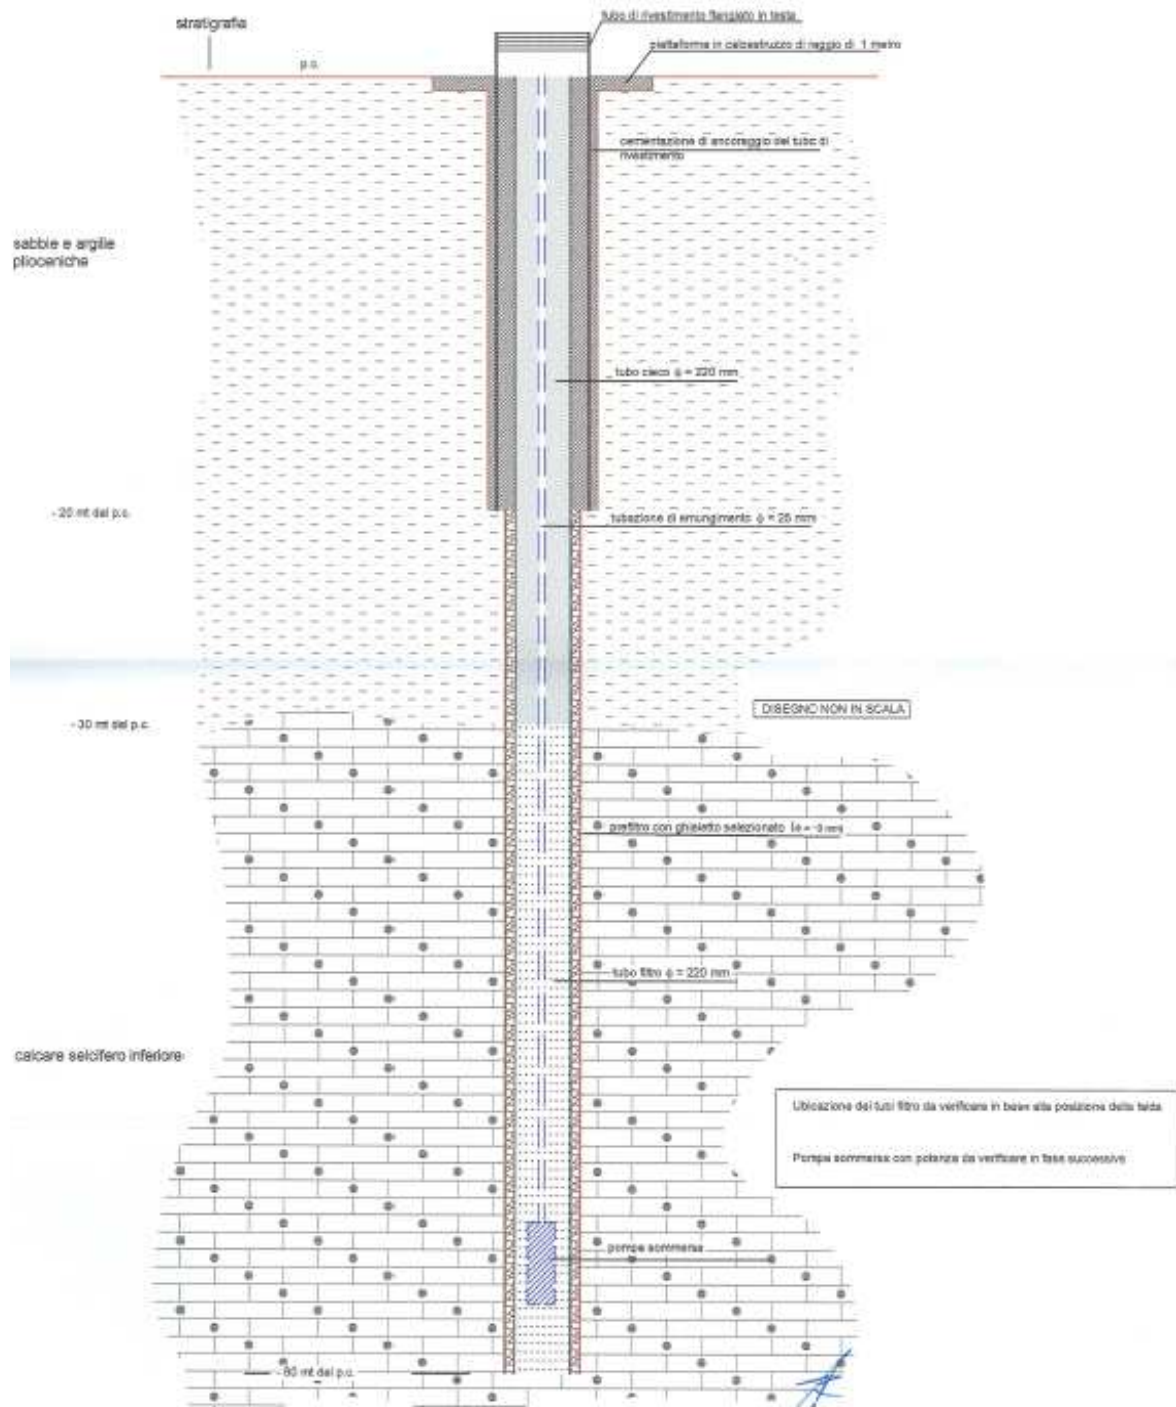 stratigrafia
tubo di rivestimento flangiato in testa
piattaforma in calcestruzzo di raggio di 1 metro
p.c.
cementazione di ancoraggio del tubo di
rivestimento
sabbie e argille
plioceniche
tubo cieco ϕ = 220 mm
- 20 mt dal p.c.
tubazione di emungimento ϕ = 25 mm
- 30 mt dal p.c.
DISEGNO NON IN SCALA
prefiltro con ghiaietto selezionato
tubo filtro ϕ = 220 mm
calcare selcifero inferiore
Ubicazione dei tubi filtro da verificare in base alla posizione della falda
Pompa sommersa con potenza da verificare in fase successiva
pompa sommersa
mt dal p.c.